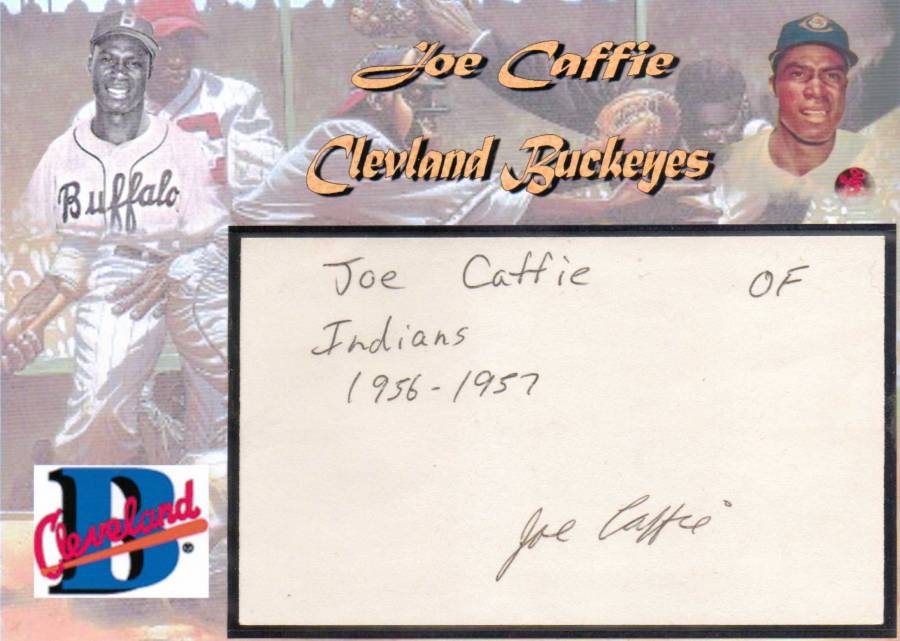 Joe Caffie
Clevland Buckeyes
B
Buffalo
Joe Caffie OF
Indians
1956-1957
Joe Caffie
B
Cleveland